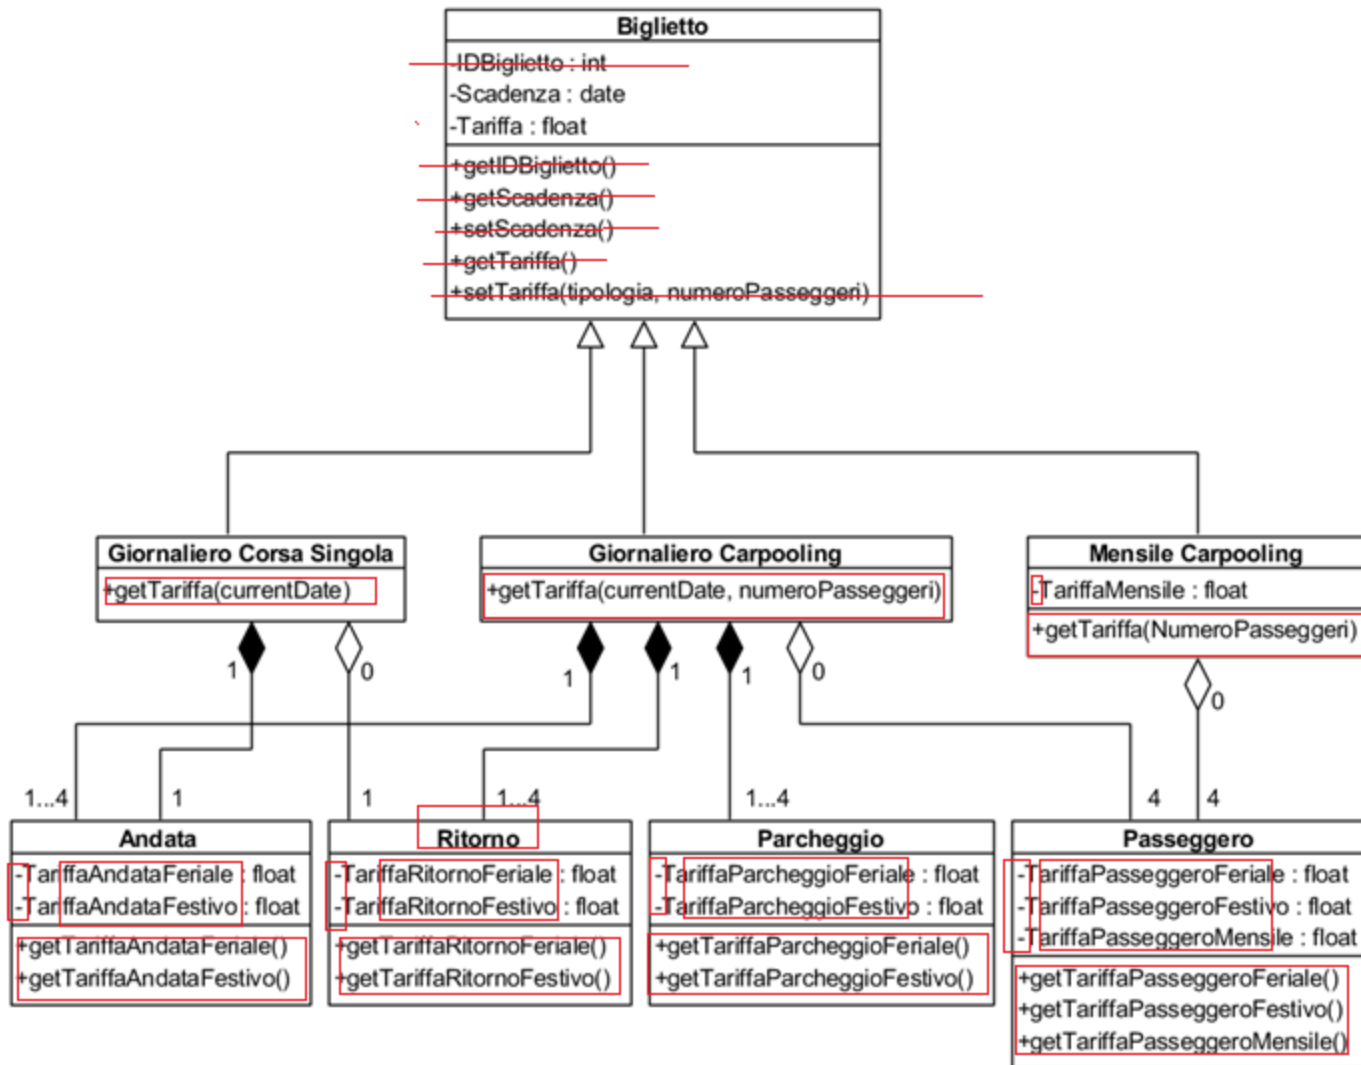 Biglietto
-IDBiglietto : int
-Scadenza : date
-Tariffa : float
+getIDBiglietto()
+getScadenza()
+setScadenza()
+getTariffa()
+setTariffa(tipologia, numeroPasseggeri)
Giornaliero Corsa Singola
+getTariffa(currentDate)
Giornaliero Carpooling
+getTariffa(currentDate, numeroPasseggeri)
Mensile Carpooling
-TariffaMensile : float
+getTariffa(NumeroPasseggeri)
1
0
1
1
1
0
0
1...4
1
1
1...4
1...4
4
4
Andata
-TariffaAndataFeriale : float
-TariffaAndataFestivo : float
+getTariffaAndataFeriale()
+getTariffaAndataFestivo()
Ritorno
-TariffaRitornoFeriale : float
-TariffaRitornoFestivo : float
+getTariffaRitornoFeriale()
+getTariffaRitornoFestivo()
Parcheggio
-TariffaParcheggioFeriale : float
-TariffaParcheggioFestivo : float
+getTariffaParcheggioFeriale()
+getTariffaParcheggioFestivo()
Passeggero
-TariffaPasseggeroFeriale : float
-TariffaPasseggeroFestivo : float
-TariffaPasseggeroMensile : float
+getTariffaPasseggeroFeriale()
+getTariffaPasseggeroFestivo()
+getTariffaPasseggeroMensile()